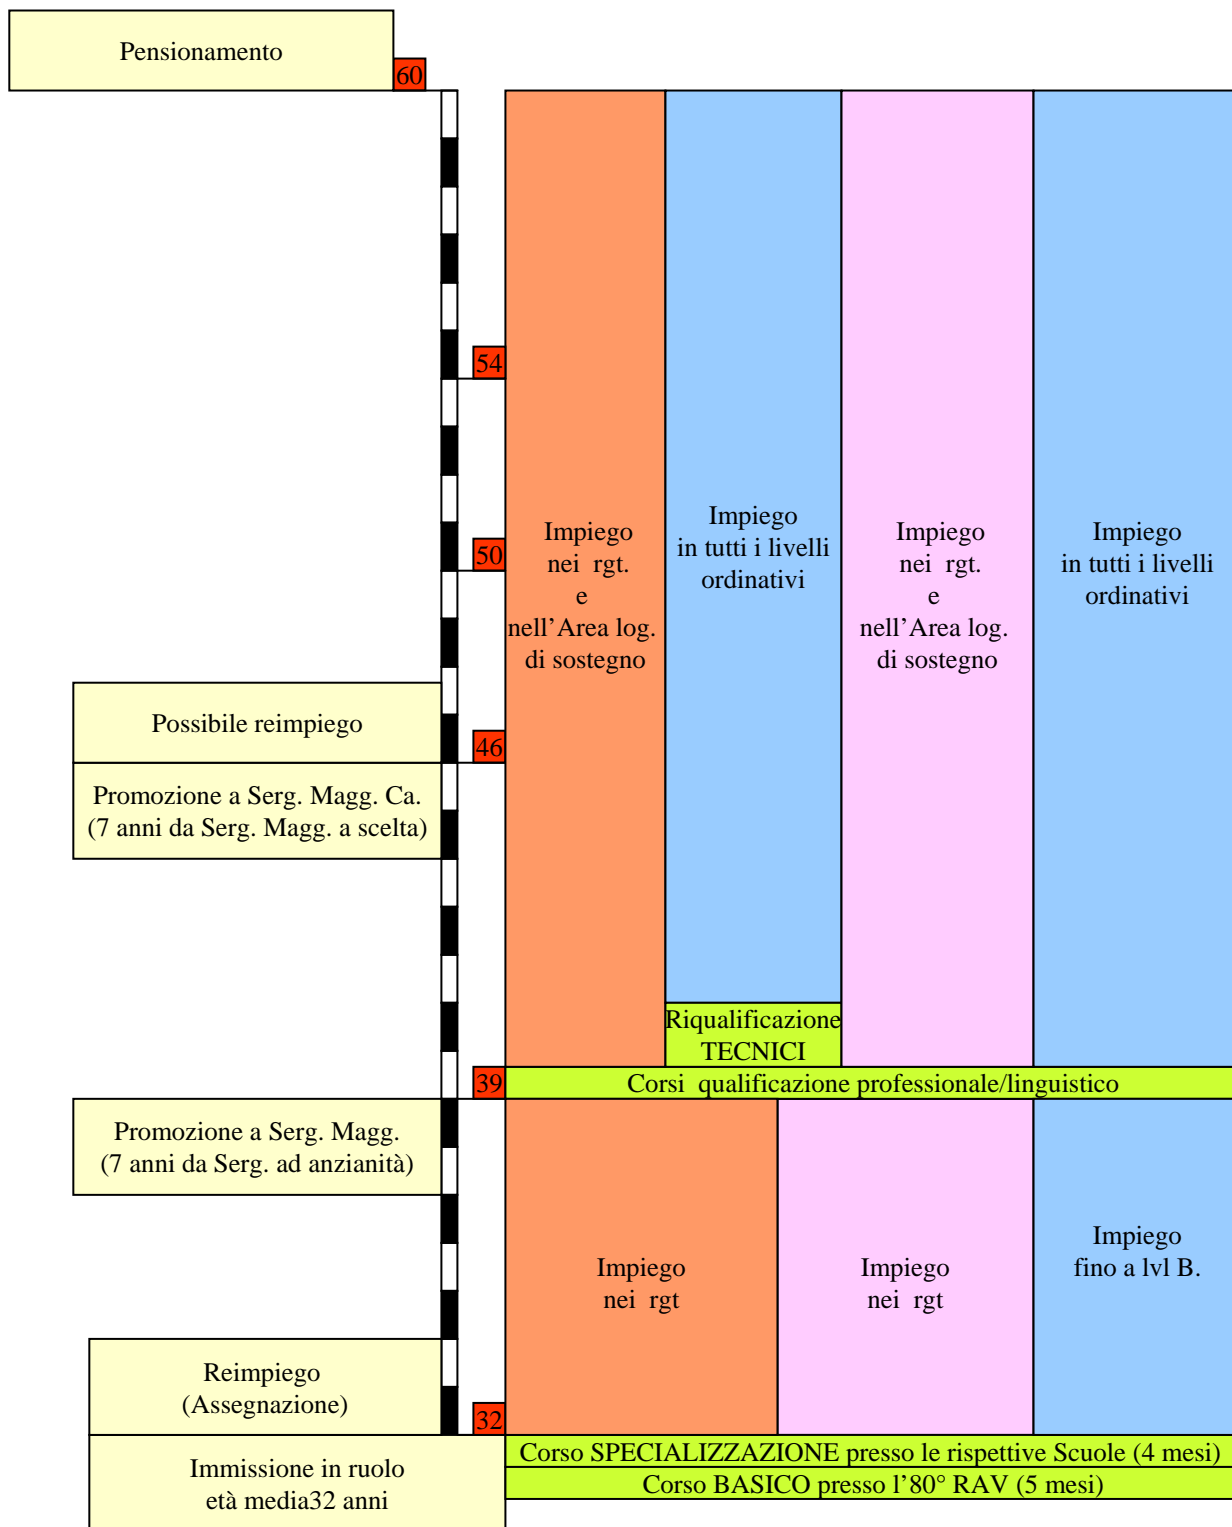 Pensionamento
60
54
50
Impiego
nei rgt.
e
nell’Area log.
di sostegno
Impiego
in tutti i livelli
ordinativi
Impiego
nei rgt.
e
nell’Area log.
di sostegno
Impiego
in tutti i livelli
ordinativi
Possibile reimpiego
46
Promozione a Serg. Magg. Ca.
(7 anni da Serg. Magg. a scelta)
Riqualificazione
TECNICI
39
Corsi qualificazione professionale/linguistico
Promozione a Serg. Magg.
(7 anni da Serg. ad anzianità)
Impiego
nei rgt
Impiego
nei rgt
Impiego
fino a lvl B.
Reimpiego
(Assegnazione)
32
Immissione in ruolo
età media32 anni
Corso SPECIALIZZAZIONE presso le rispettive Scuole (4 mesi)
Corso BASICO presso l’80° RAV (5 mesi)